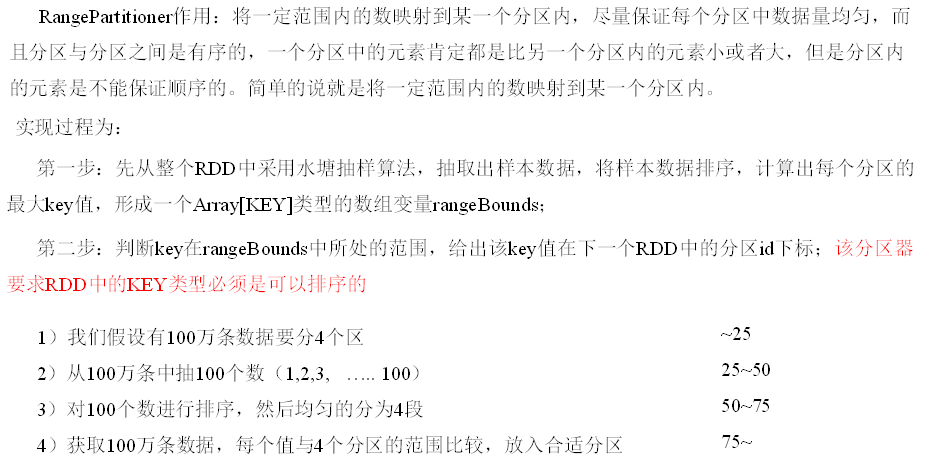 RangePartitioner作用：将一定范围内的数映射到某一个分区内，尽量保证每个分区中数据量均匀，而
且分区与分区之间是有序的，一个分区中的元素肯定都是比另一个分区内的元素小或者大，但是分区内
的元素是不能保证顺序的。简单的说就是将一定范围内的数映射到某一个分区内。
实现过程为：
第一步：先从整个RDD中采用水塘抽样算法，抽取出样本数据，将样本数据排序，计算出每个分区的
最大key值，形成一个Array[KEY]类型的数组变量rangeBounds；
第二步：判断key在rangeBounds中所处的范围，给出该key值在下一个RDD中的分区id下标；该分区器
要求RDD中的KEY类型必须是可以排序的
1）我们假设有100万条数据要分4个区 ~25
2）从100万条中抽100个数（1,2,3, ….. 100） 25~50
3）对100个数进行排序，然后均匀的分为4段 50~75
4）获取100万条数据，每个值与4个分区的范围比较，放入合适分区 75~